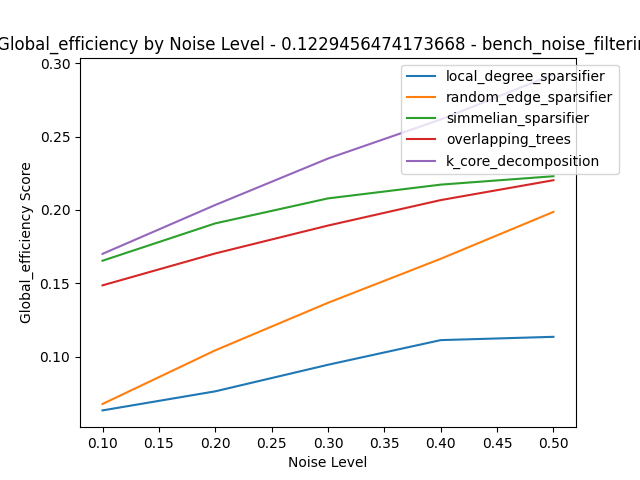 Global_efficiency by Noise Level - 0.1229456474173668 - bench_noise_filterin
local_degree_sparsifier
random_edge_sparsifier
simmelian_sparsifier
overlapping_trees
k_core_decomposition
Global_efficiency Score
0.30
0.25
0.20
0.15
0.10
0.10 0.15 0.20 0.25 0.30 0.35 0.40 0.45 0.50
Noise Level